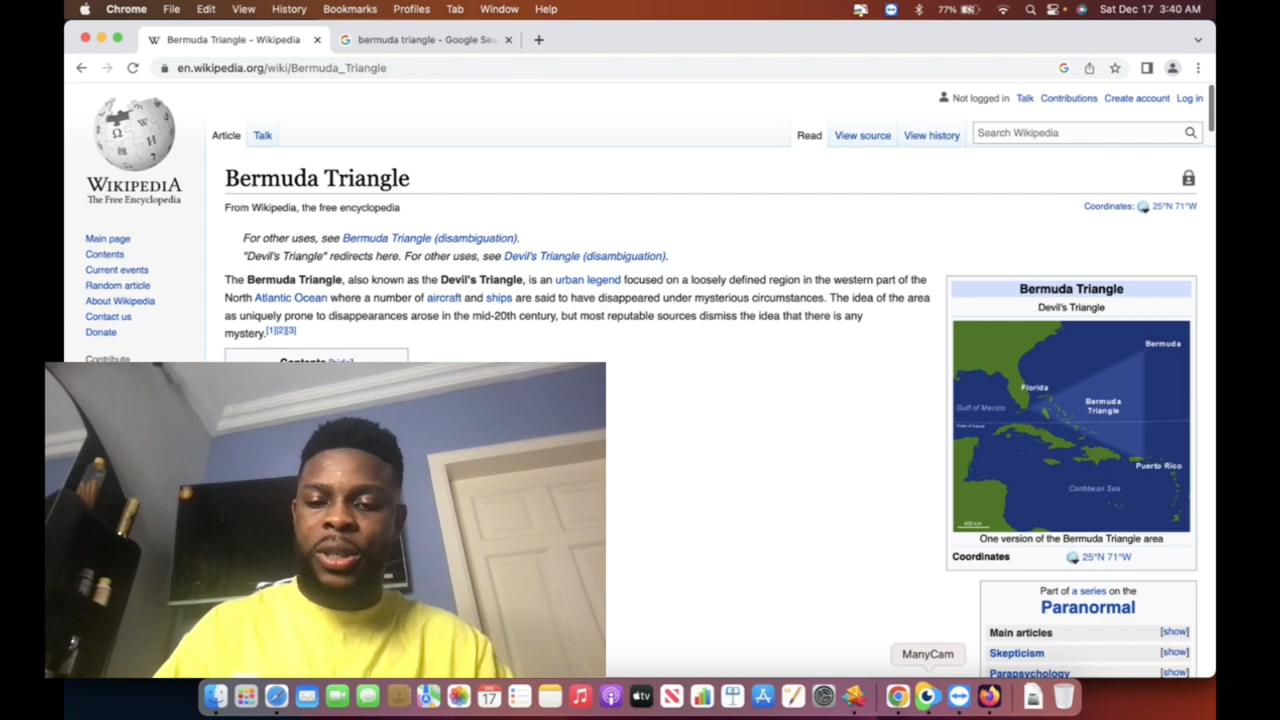 Chrome File Edit View History Bookmarks Profiles Tab Window Help 77% Sat Dec 17 3:40 AM
Bermuda Triangle – Wikipedia bermuda triangle – Google Sea
en.wikipedia.org/wiki/Bermuda_Triangle
Not logged in Talk Contributions Create account Log in
Article Talk Read View source View history Search Wikipedia
WIKIPEDIA
The Free Encyclopedia
Main page
Contents
Current events
Random article
About Wikipedia
Contact us
Donate
Contribute
Bermuda Triangle
From Wikipedia, the free encyclopedia
Coordinates: 25°N 71°W
For other uses, see Bermuda Triangle (disambiguation).
"Devil's Triangle" redirects here. For other uses, see Devil's Triangle (disambiguation).
The Bermuda Triangle, also known as the Devil's Triangle, is an urban legend focused on a loosely defined region in the western part of the
North Atlantic Ocean where a number of aircraft and ships are said to have disappeared under mysterious circumstances. The idea of the area
as uniquely prone to disappearances arose in the mid-20th century, but most reputable sources dismiss the idea that there is any
mystery.[1][2][3]
Contents [hide]
Bermuda Triangle
Devil's Triangle
Bermuda
Florida
Bermuda
Triangle
Gulf of Mexico
Puerto Rico
Caribbean Sea
400 km
One version of the Bermuda Triangle area
Coordinates 25°N 71°W
Part of a series on the
Paranormal
Main articles [show]
Skepticism [show]
Parapsychology [show]
ManyCam
DEC
17
tv